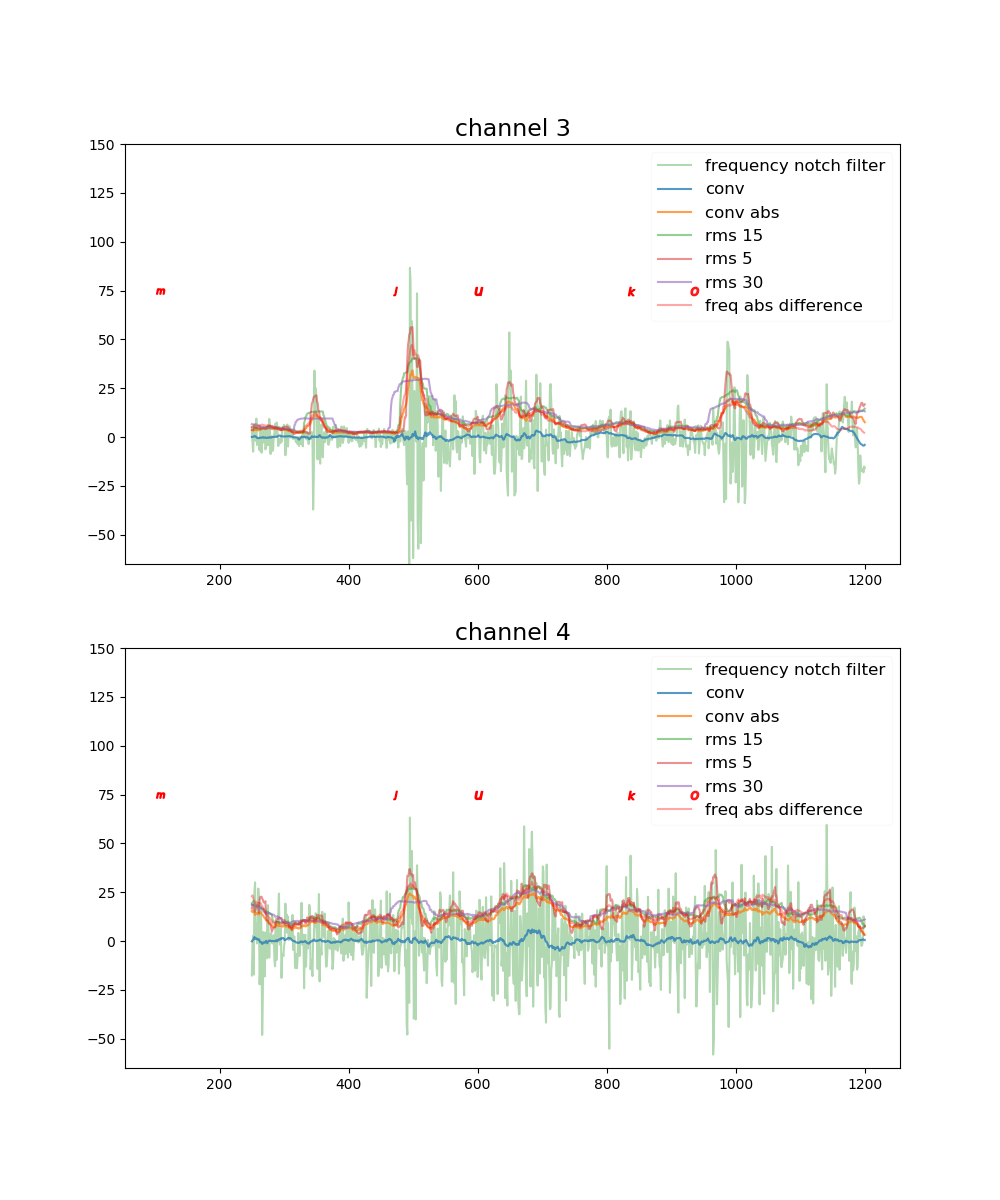 channel 3
150
125
100
75
50
25
0
−25
−50
frequency notch filter
conv
conv abs
rms 15
rms 5
rms 30
freq abs difference
m J u k o
200 400 600 800 1000 1200
channel 4
150
125
100
75
50
25
0
−25
−50
frequency notch filter
conv
conv abs
rms 15
rms 5
rms 30
freq abs difference
m J u k o
200 400 600 800 1000 1200